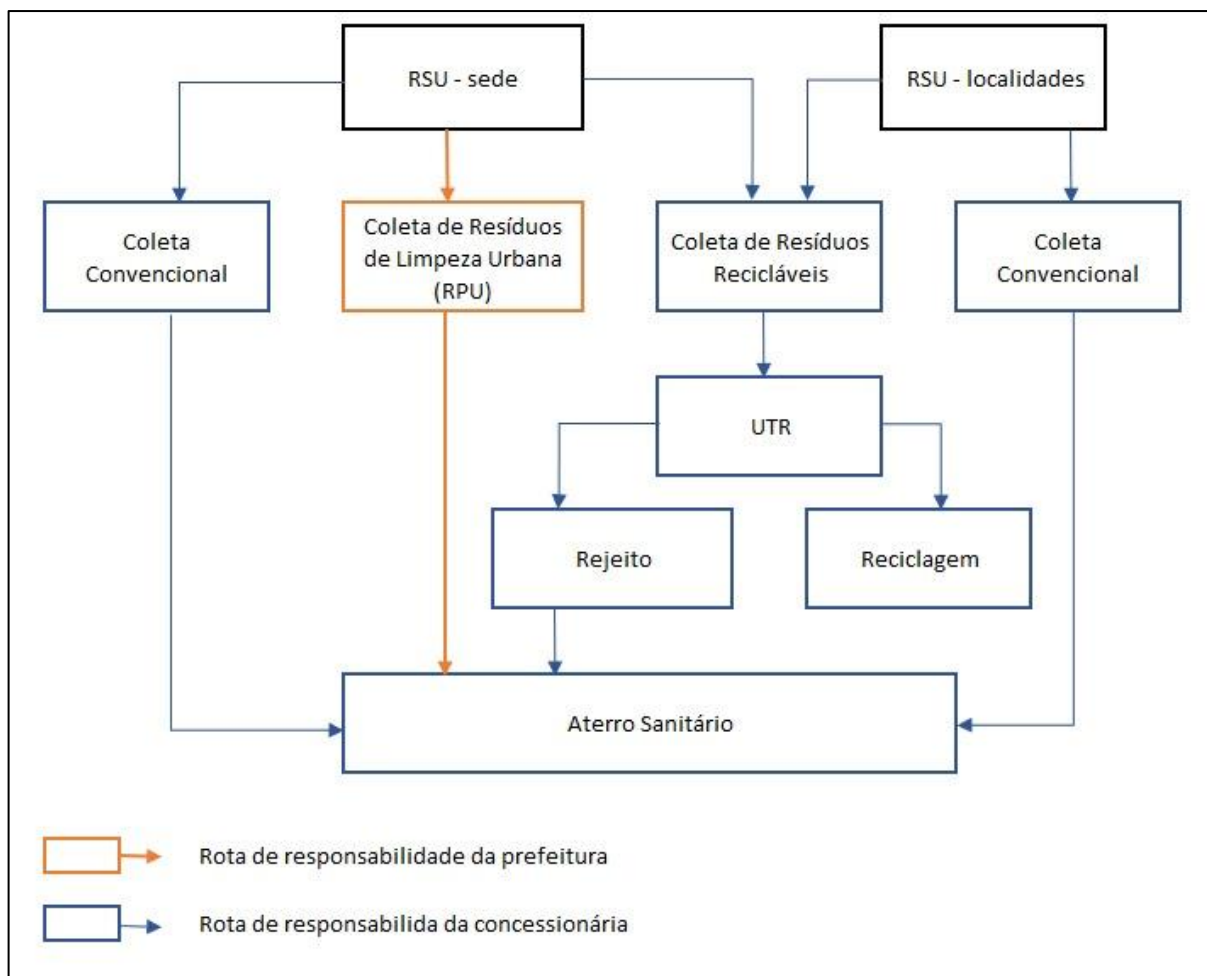 RSU - sede
RSU - localidades
Coleta
Convencional
Coleta de Resíduos
de Limpeza Urbana
(RPU)
Coleta de Resíduos
Recicláveis
Coleta
Convencional
UTR
Rejeito
Reciclagem
Aterro Sanitário
Rota de responsabilidade da prefeitura
Rota de responsabilida da concessionária